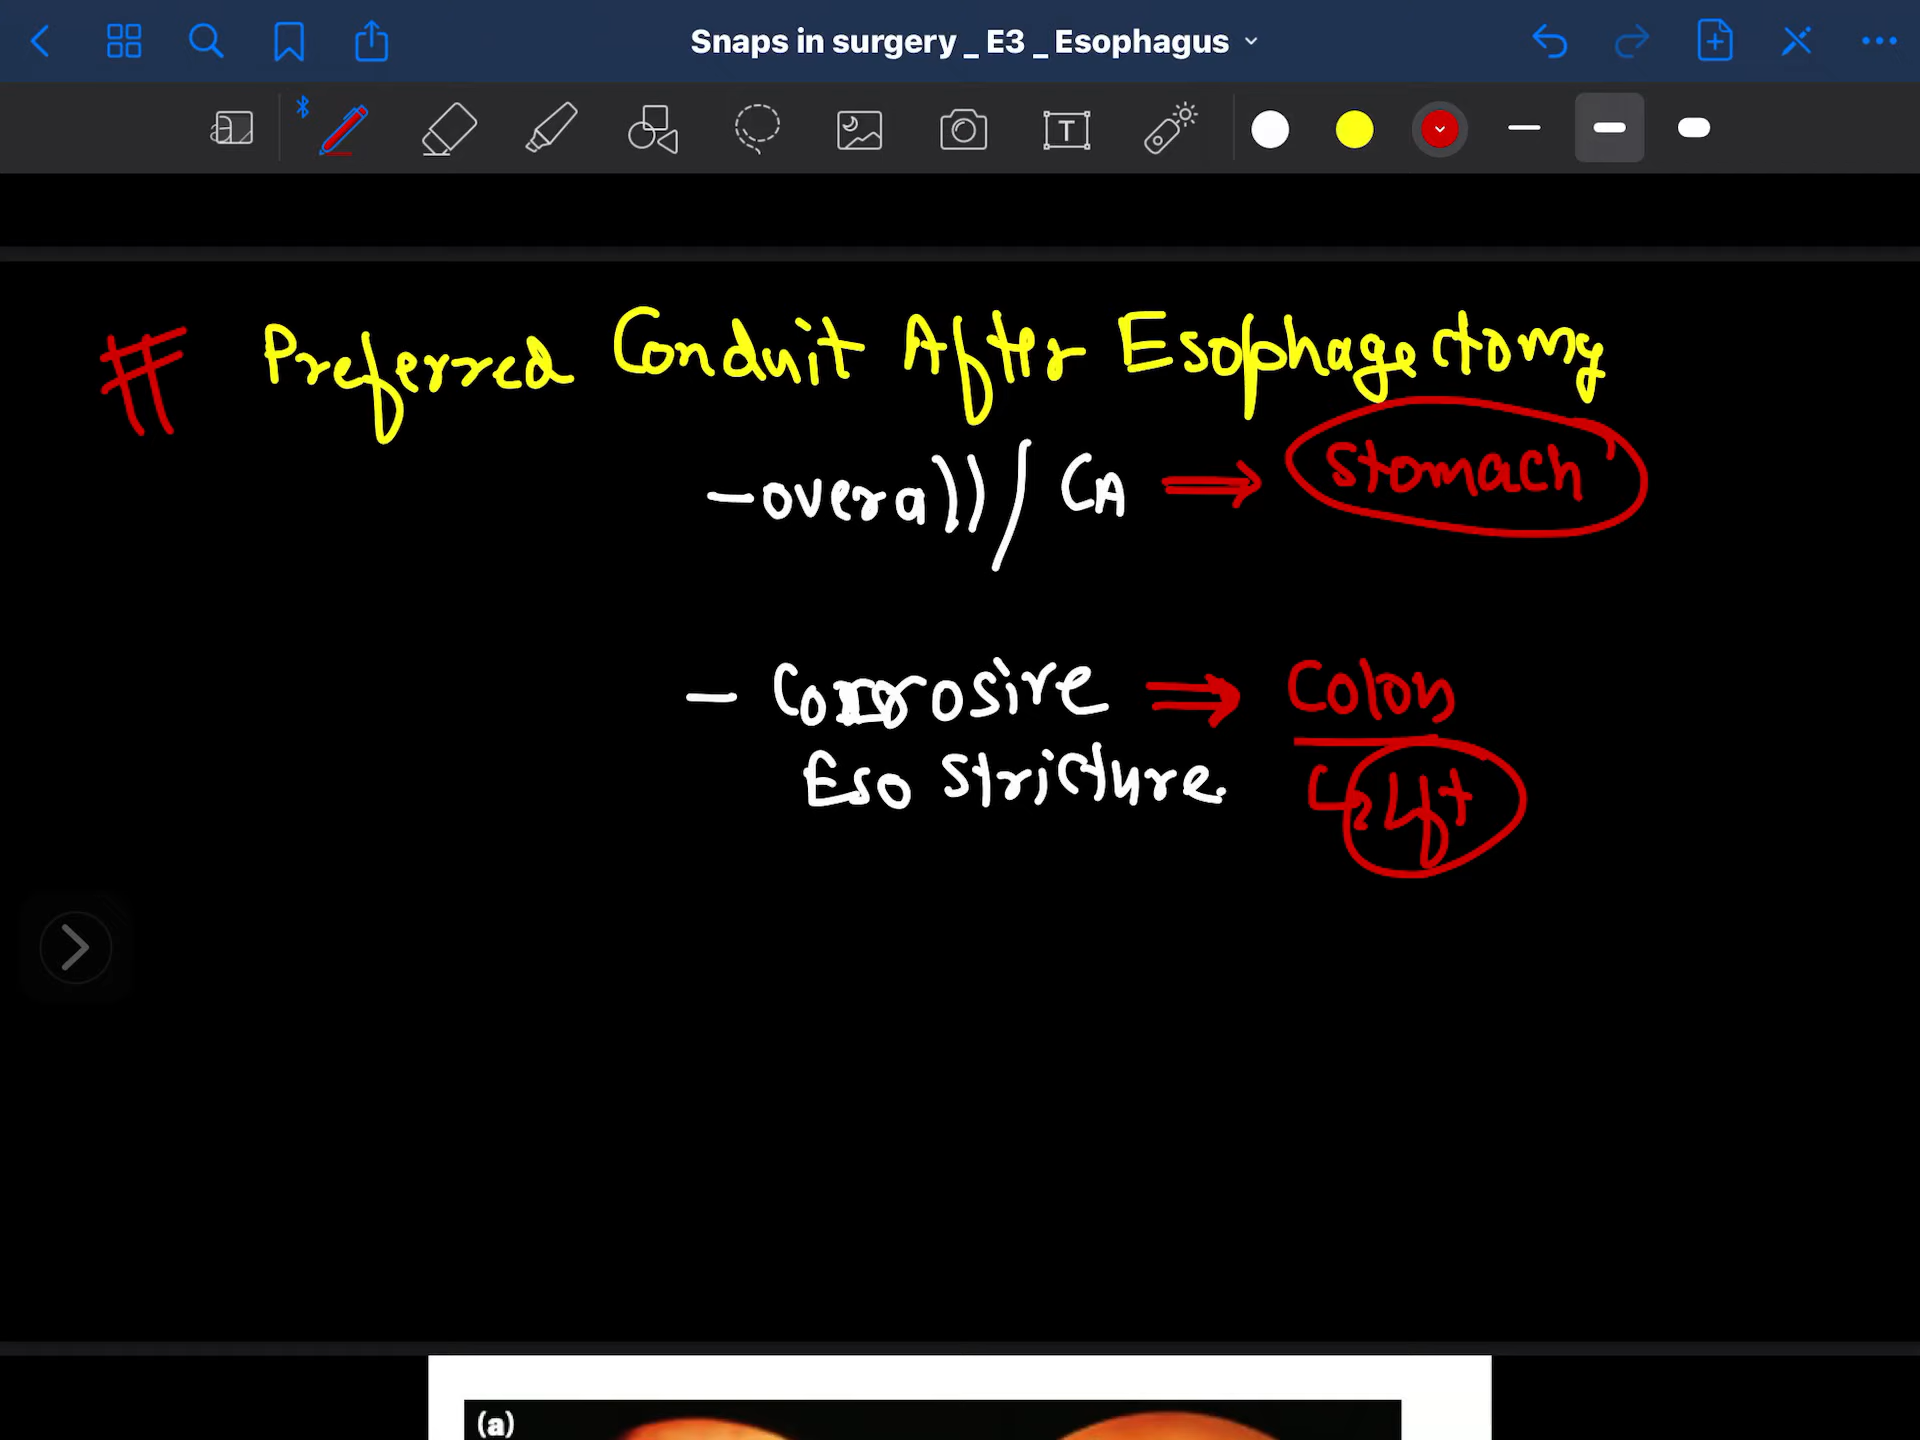 Snaps in surgery _ E3 _ Esophagus
# Preferred Conduit After Esophagectomy
- overall / CA ⇒ Stomach
- Corrosive ⇒ Colon
Eso Stricture ↳ Left
(a)